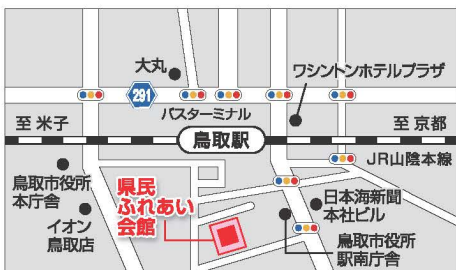 大丸
ワシントンホテルプラザ
291
バスターミナル
至 米子
鳥取駅
至 京都
JR山陰本線
鳥取市役所
本庁舎
県民
ふれあい
会館
日本海新聞
本社ビル
イオン
鳥取店
鳥取市役所
駅南庁舎